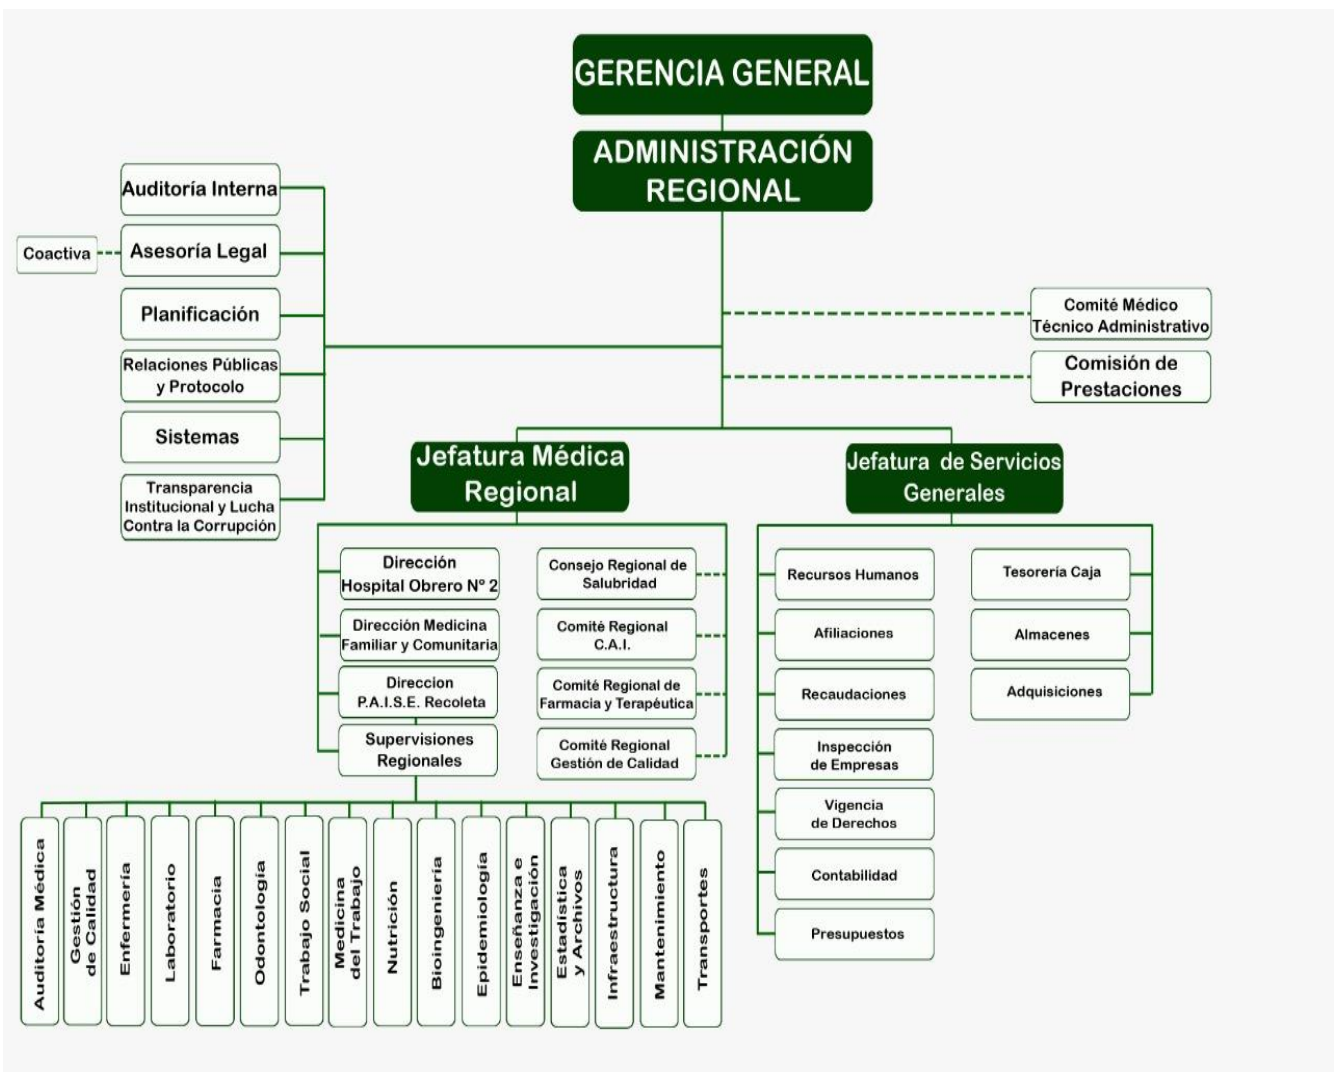 GERENCIA GENERAL
ADMINISTRACIÓN
REGIONAL
Auditoría Interna
Coactiva
Asesoría Legal
Planificación
Relaciones Públicas
y Protocolo
Sistemas
Transparencia
Institucional y Lucha
Contra la Corrupción
Comité Médico
Técnico Administrativo
Comisión de
Prestaciones
Jefatura Médica
Regional
Jefatura de Servicios
Generales
Dirección
Hospital Obrero Nº 2
Dirección Medicina
Familiar y Comunitaria
Direccion
P.A.I.S.E. Recoleta
Supervisiones
Regionales
Consejo Regional de
Salubridad
Comité Regional
C.A.I.
Comité Regional de
Farmacia y Terapéutica
Comité Regional
Gestión de Calidad
Recursos Humanos
Afiliaciones
Recaudaciones
Inspección
de Empresas
Vigencia
de Derechos
Contabilidad
Presupuestos
Tesorería Caja
Almacenes
Adquisiciones
Auditoría Médica
Gestión
de Calidad
Enfermería
Laboratorio
Farmacia
Odontología
Trabajo Social
Medicina
del Trabajo
Nutrición
Bioingeniería
Epidemiología
Enseñanza e
Investigación
Estadística
y Archivos
Infraestructura
Mantenimiento
Transportes